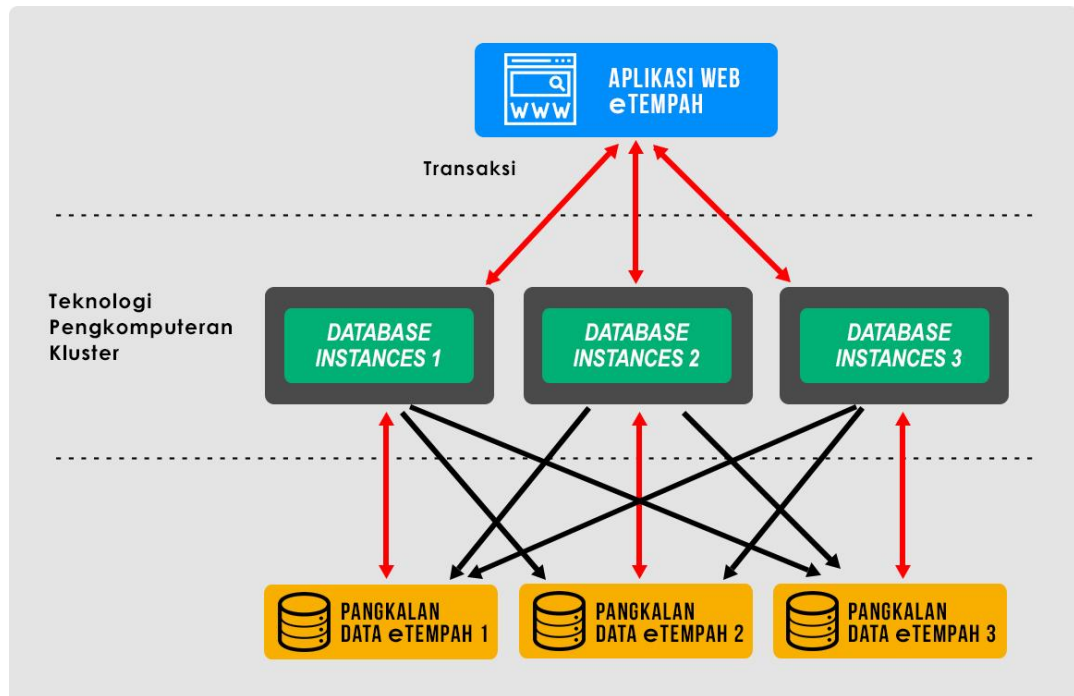 WWW
APLIKASI WEB
eTEMPAH
Transaksi
Teknologi
Pengkomputeran
Kluster
DATABASE
INSTANCES 1
DATABASE
INSTANCES 2
DATABASE
INSTANCES 3
PANGKALAN
DATA eTEMPAH 1
PANGKALAN
DATA eTEMPAH 2
PANGKALAN
DATA eTEMPAH 3